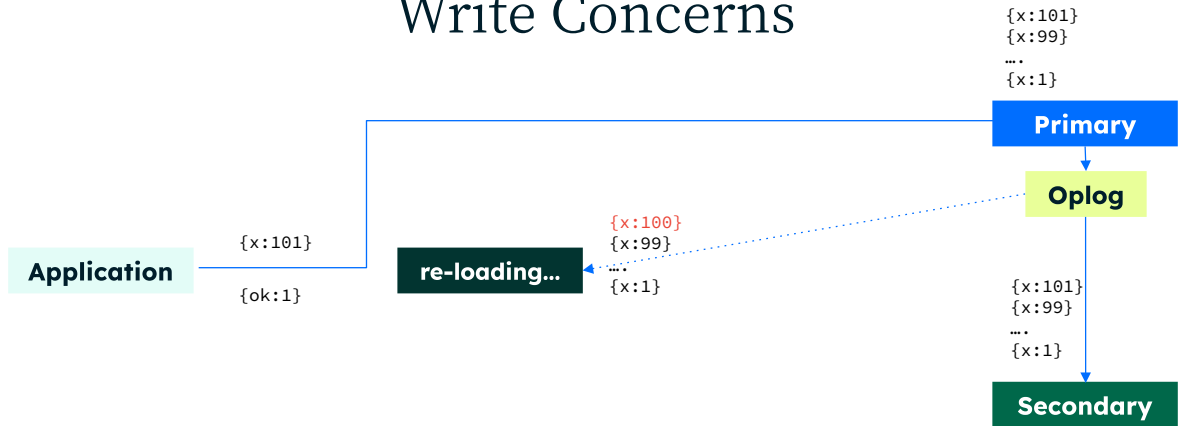 Write Concerns
{x:101}
{x:99}
….
{x:1}
Primary
Oplog
{x:100}
{x:99}
….
{x:1}
{x:101}
{ok:1}
Application
re-loading...
{x:101}
{x:99}
….
{x:1}
Secondary